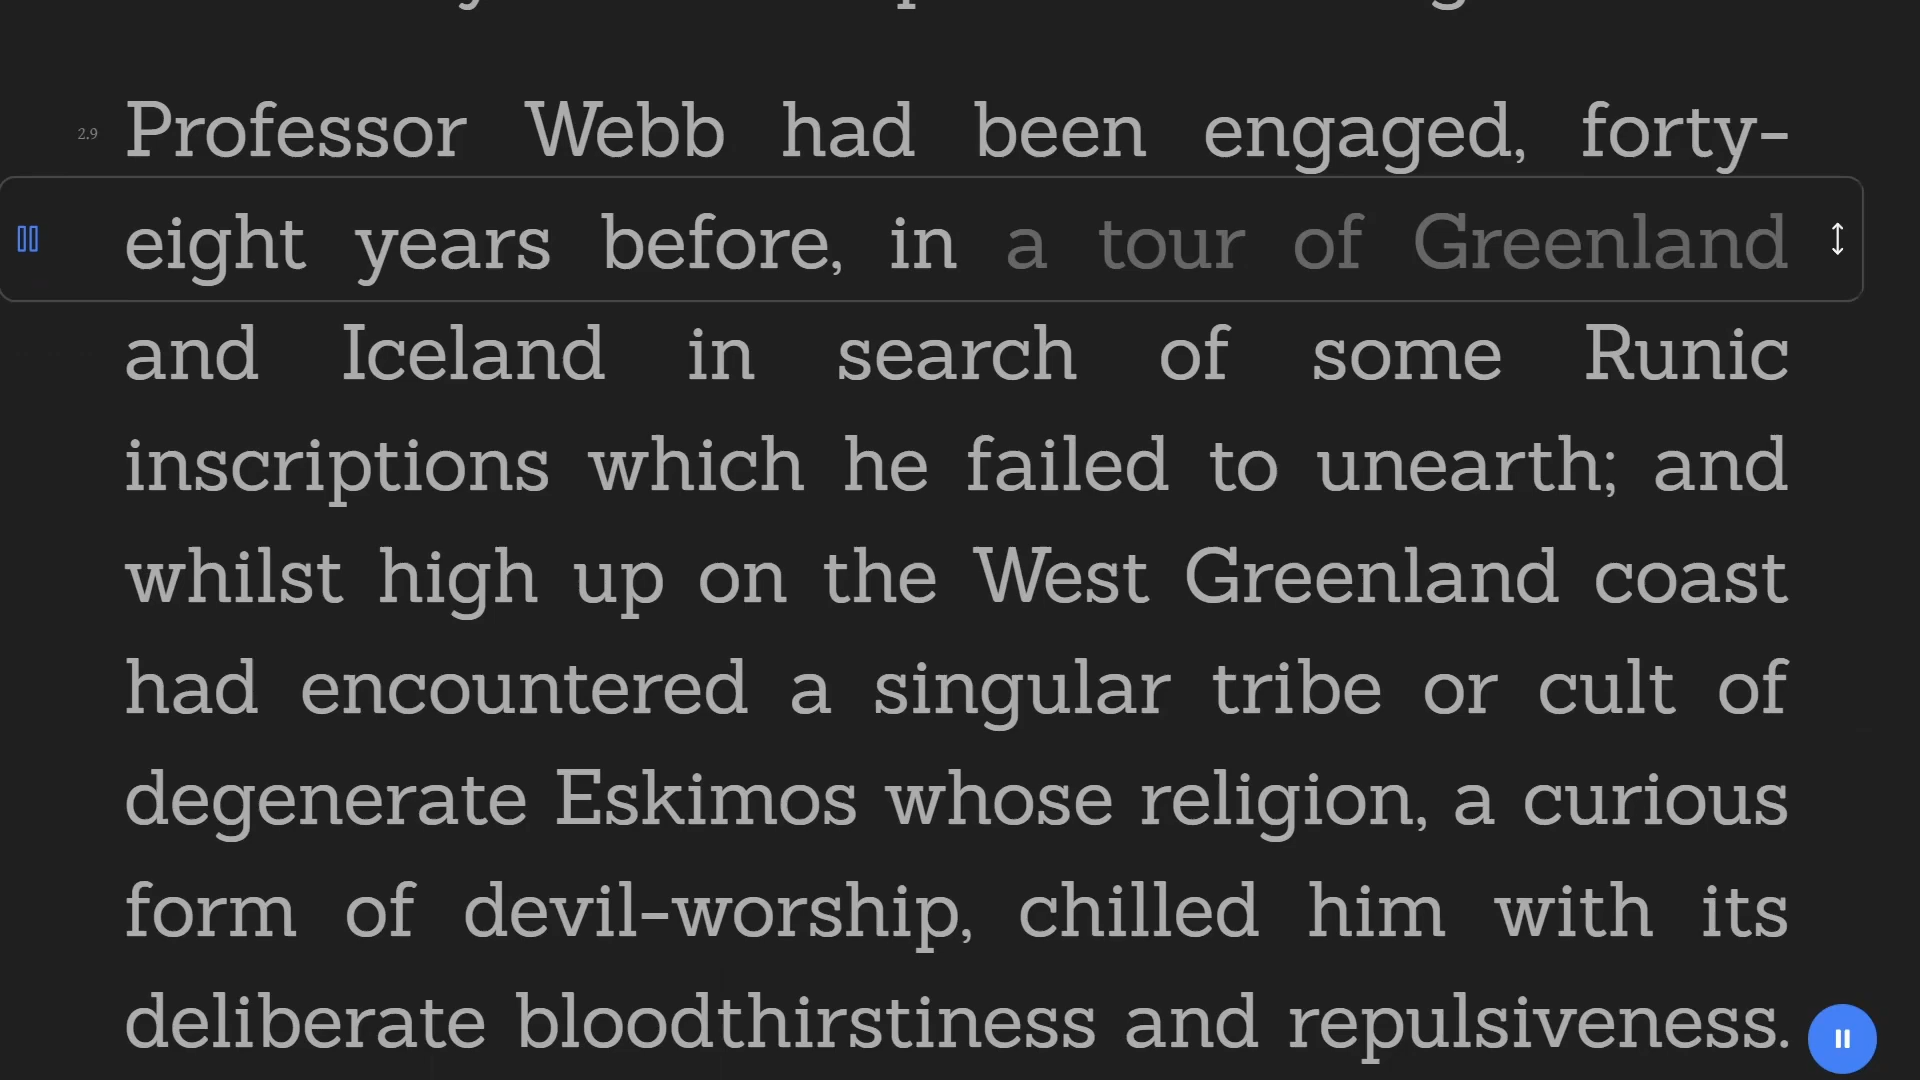 2.9
Professor Webb had been engaged, forty-
eight years before, in a tour of Greenland
and Iceland in search of some Runic
inscriptions which he failed to unearth; and
whilst high up on the West Greenland coast
had encountered a singular tribe or cult of
degenerate Eskimos whose religion, a curious
form of devil-worship, chilled him with its
deliberate bloodthirstiness and repulsiveness.